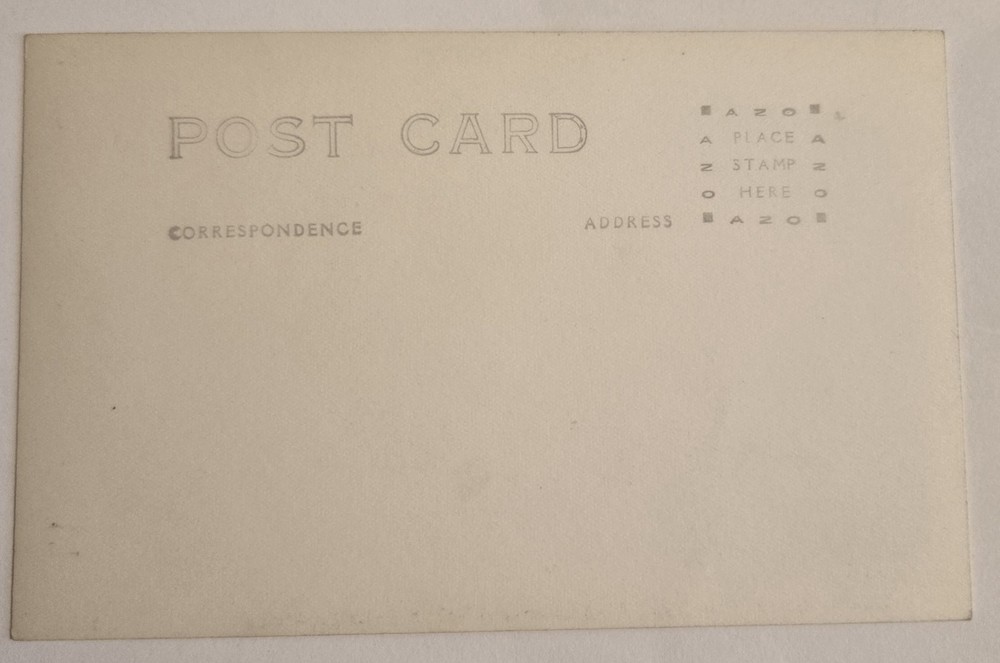 POST CARD
AZO
A PLACE A
Z STAMP Z
O HERE O
AZO
CORRESPONDENCE
ADDRESS